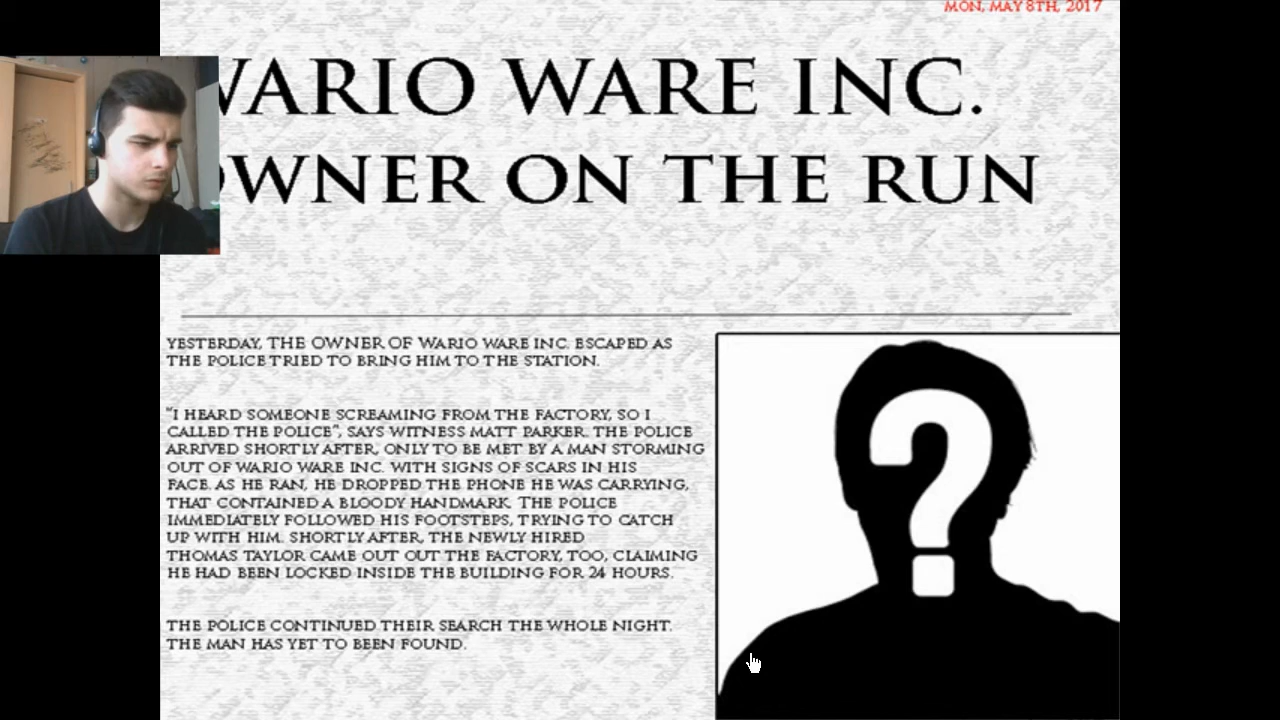 MON, MAY 8TH, 2017
WARIO WARE INC.
OWNER ON THE RUN
YESTERDAY, THE OWNER OF WARIO WARE INC. ESCAPED AS
THE POLICE TRIED TO BRING HIM TO THE STATION.
"I HEARD SOMEONE SCREAMING FROM THE FACTORY, SO I
CALLED THE POLICE", SAYS WITNESS MATT PARKER. THE POLICE
ARRIVED SHORTLY AFTER, ONLY TO BE MET BY A MAN STORMING
OUT OF WARIO WARE INC. WITH SIGNS OF SCARS IN HIS
FACE. AS HE RAN, HE DROPPED THE PHONE HE WAS CARRYING,
THAT CONTAINED A BLOODY HANDMARK. THE POLICE
IMMEDIATELY FOLLOWED HIS FOOTSTEPS, TRYING TO CATCH
UP WITH HIM. SHORTLY AFTER, THE NEWLY HIRED
THOMAS TAYLOR CAME OUT OUT THE FACTORY, TOO, CLAIMING
HE HAD BEEN LOCKED INSIDE THE BUILDING FOR 24 HOURS.
THE POLICE CONTINUED THEIR SEARCH THE WHOLE NIGHT.
THE MAN HAS YET TO BEEN FOUND.
?